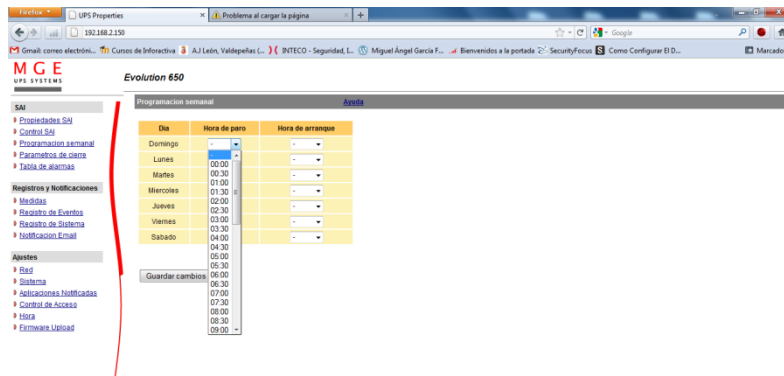 Firefox
UPS Properties
Problema al cargar la página
192.168.2.150
Google
Gmail: correo electróni...
Cursos de Inforactiva
A.J León, Valdepeñas (...
INTECO - Seguridad, I...
Miguel Ángel García F...
Bienvenidos a la portada
SecurityFocus
Como Configurar El D...
Marcado
MGE
UPS SYSTEMS
Evolution 650
SAI
Propiedades SAI
Control SAI
Programacion semanal
Parametros de cierre
Tabla de alarmas
Registros y Notificaciones
Medidas
Registro de Eventos
Registro de Sistema
Notificacion Email
Ajustes
Red
Sistema
Aplicaciones Notificadas
Control de Acceso
Hora
Firmware Upload
Programacion semanal
Ayuda
Dia Hora de paro Hora de arranque
Domingo - -
Lunes -
Martes -
Miercoles -
Jueves -
Viernes -
Sabado -
-
00:00
00:30
01:00
01:30
02:00
02:30
03:00
03:30
04:00
04:30
05:00
05:30
06:00
06:30
07:00
07:30
08:00
08:30
09:00
Guardar cambios